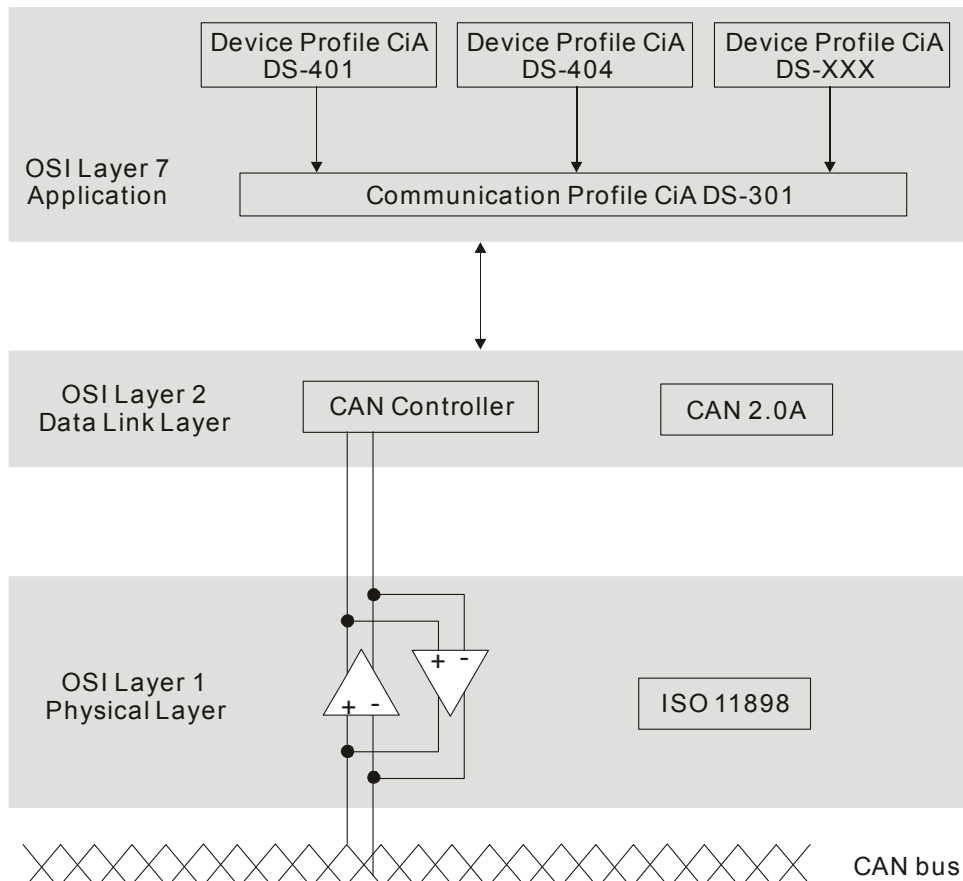 Device Profile CiA
DS-401
Device Profile CiA
DS-404
Device Profile CiA
DS-XXX
OSI Layer 7
Application
Communication Profile CiA DS-301
OSI Layer 2
Data Link Layer
CAN Controller
CAN 2.0A
OSI Layer 1
Physical Layer
+ -
+ -
ISO 11898
CAN bus